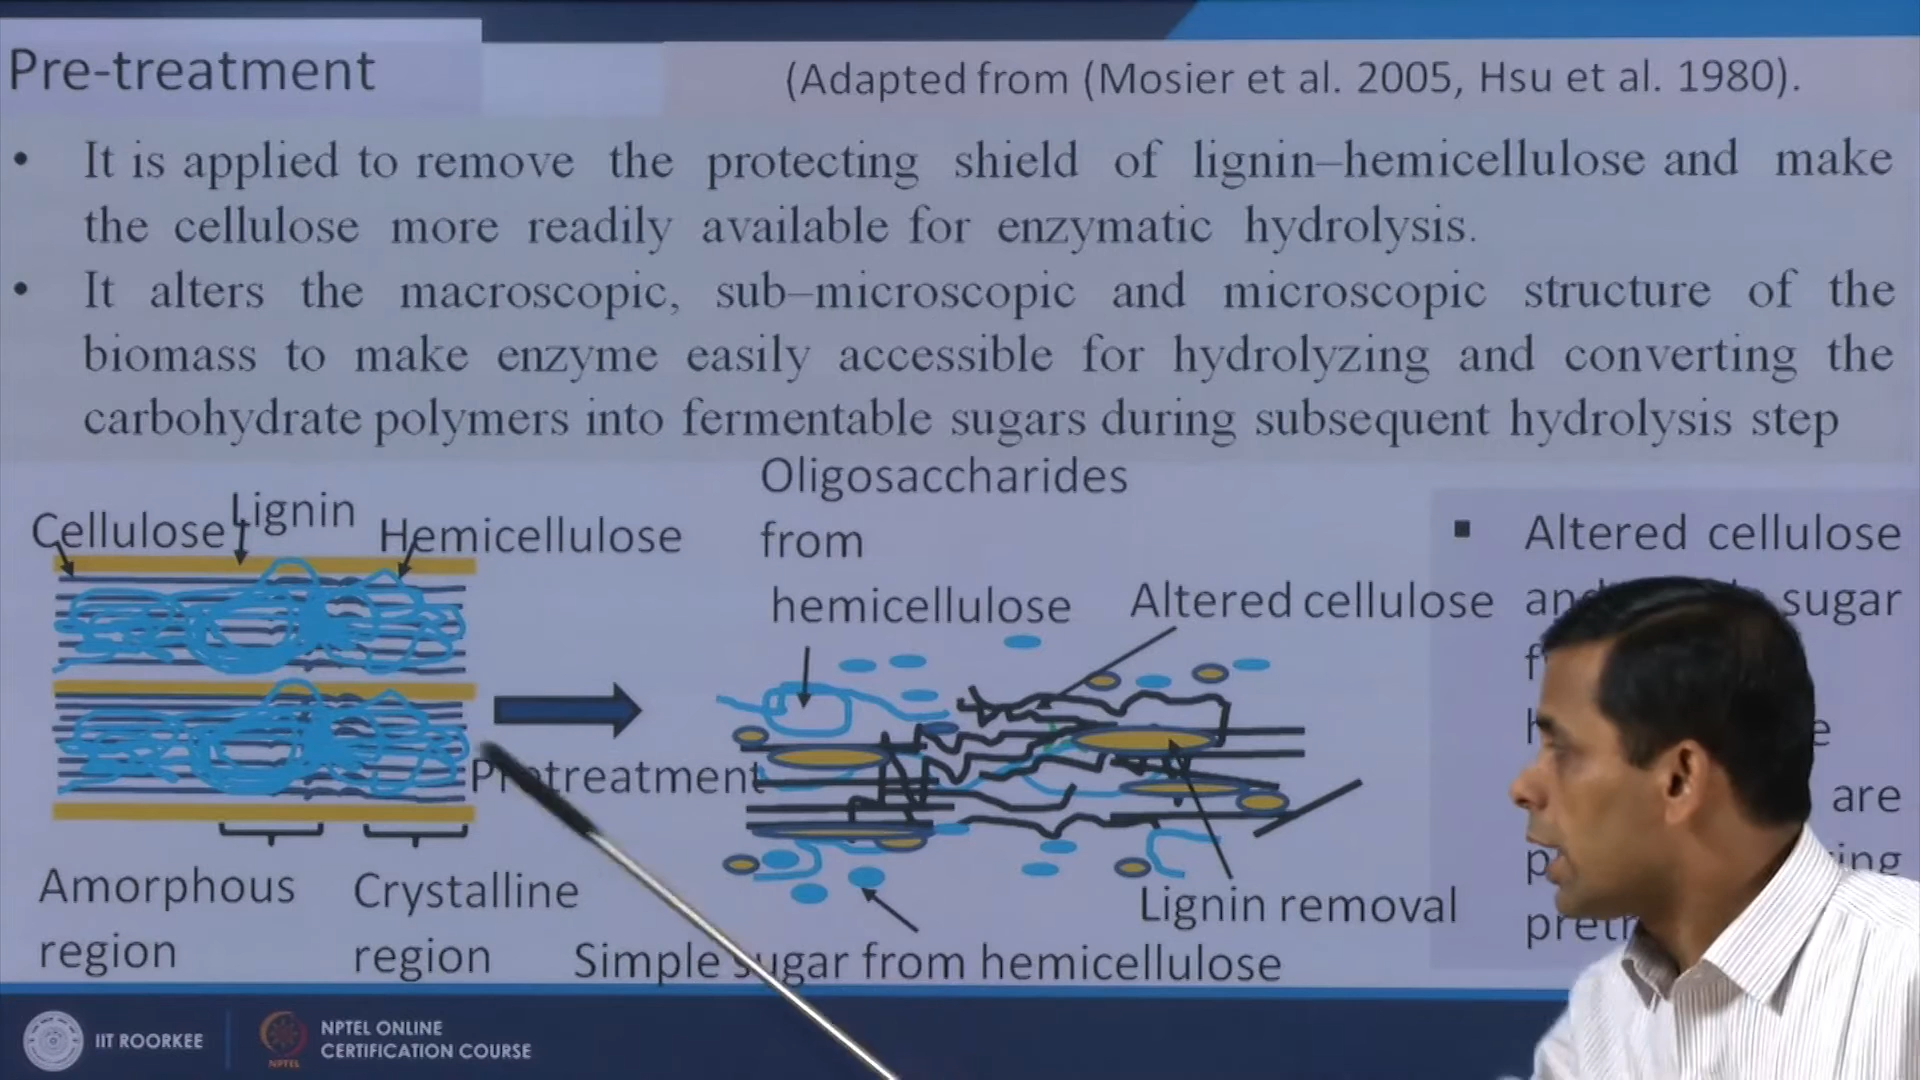 Pre-treatment
(Adapted from (Mosier et al. 2005, Hsu et al. 1980).
• It is applied to remove the protecting shield of lignin–hemicellulose and make
the cellulose more readily available for enzymatic hydrolysis.
• It alters the macroscopic, sub–microscopic and microscopic structure of the
biomass to make enzyme easily accessible for hydrolyzing and converting the
carbohydrate polymers into fermentable sugars during subsequent hydrolysis step
Cellulose
Lignin
Hemicellulose
Pretreatment
Amorphous
region
Crystalline
region
Oligosaccharides
from
hemicellulose
Altered cellulose
Lignin removal
Simple sugar from hemicellulose
▪ Altered cellulose
sugar
are
IIT ROORKEE
NPTEL
NPTEL ONLINE
CERTIFICATION COURSE